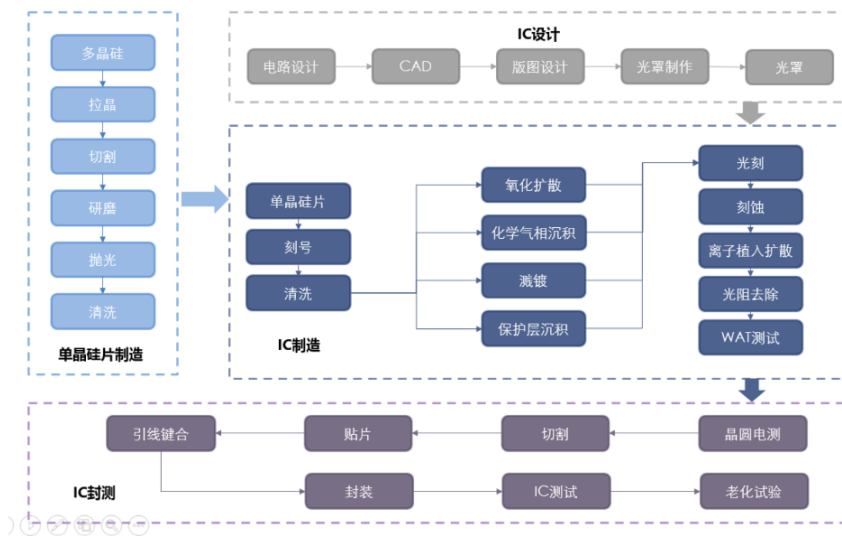 多晶硅
拉晶
切割
研磨
抛光
清洗
单晶硅片制造
IC设计
电路设计
CAD
版图设计
光罩制作
光罩
单晶硅片
刻号
清洗
氧化扩散
化学气相沉积
溅镀
保护层沉积
光刻
刻蚀
离子植入扩散
光阻去除
WAT测试
IC制造
引线键合
贴片
切割
晶圆电测
封装
IC测试
老化试验
IC封测